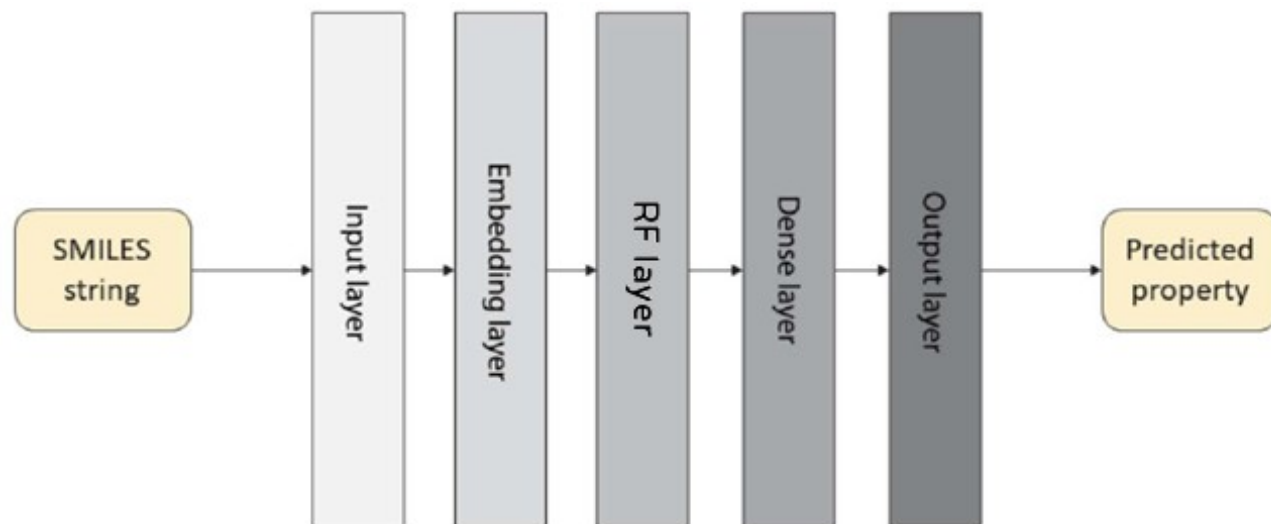 SMILES
string
Input layer
Embedding layer
RF layer
Dense layer
Output layer
Predicted
property